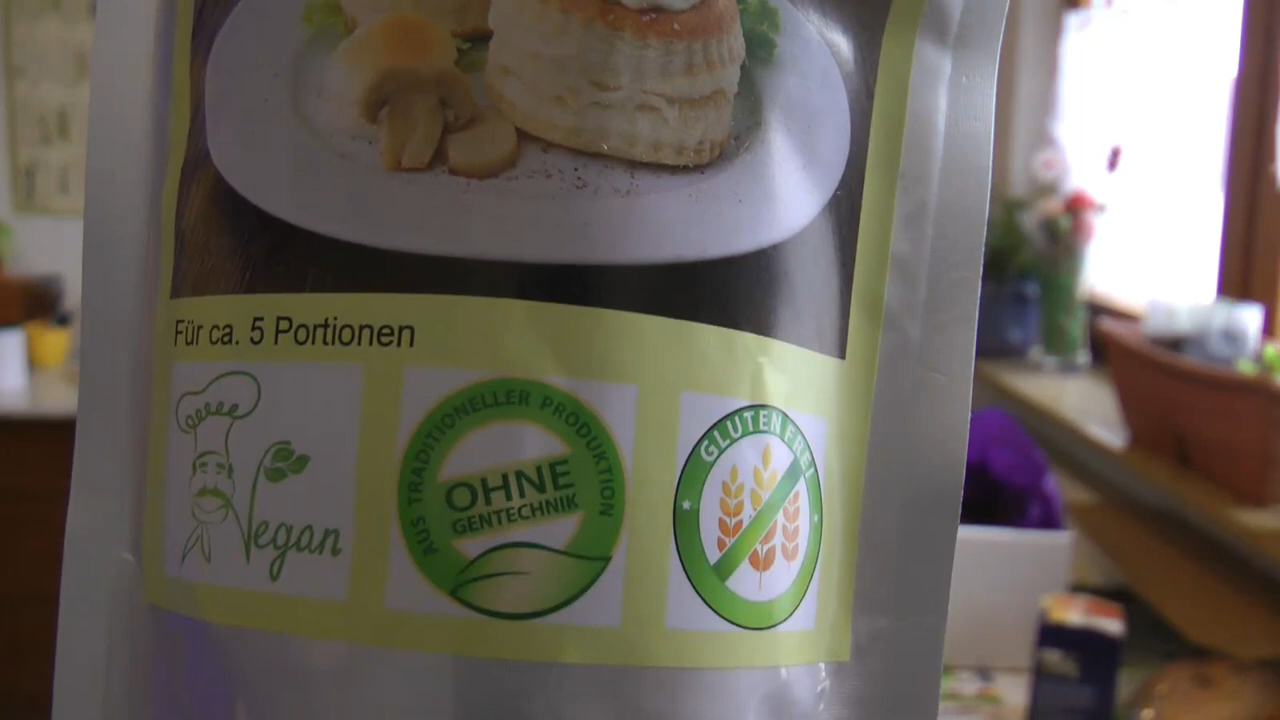 Für ca. 5 Portionen
Vegan
AUS TRADITIONELLER PRODUKTION
OHNE
GENTECHNIK
GLUTEN FREI